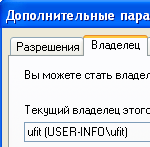 Дополнительные пара
Разрешения Владелец
Вы можете стать владел
Текущий владелец этого
ufit (USER-INFO\ufit)